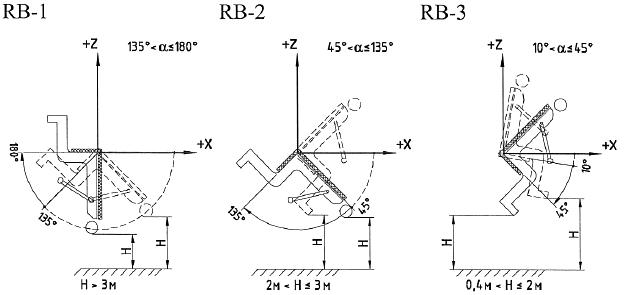 RB-1
RB-2
RB-3
+Z
135°<α≤180°
+Z
45°<α≤135°
+Z
10°<α≤45°
+X
+X
+X
180°
10°
135°
135°
45°
45°
H
H
H
H
H
H
H > 3м
2м < H ≤ 3м
0,4м < H ≤ 2м